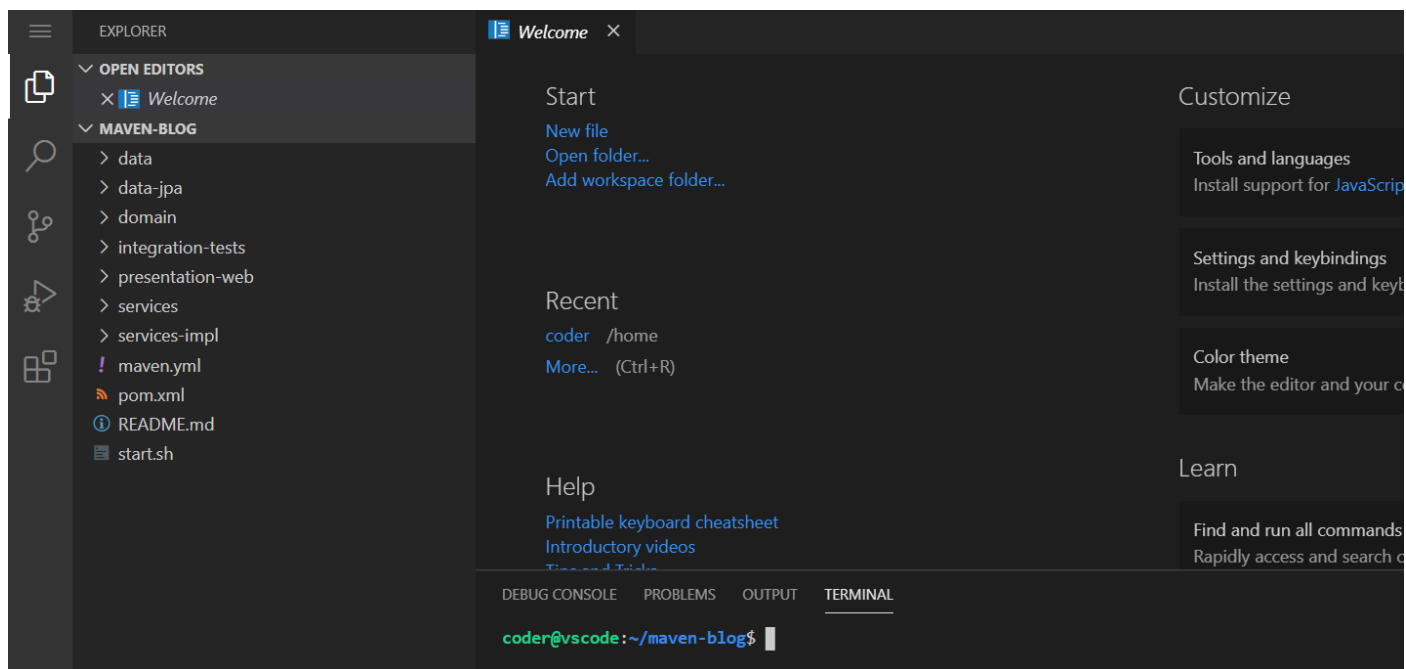 EXPLORER
OPEN EDITORS
Welcome
MAVEN-BLOG
data
data-jpa
domain
integration-tests
presentation-web
services
services-impl
maven.yml
pom.xml
README.md
start.sh
Welcome
Start
New file
Open folder...
Add workspace folder...
Recent
coder /home
More... (Ctrl+R)
Help
Printable keyboard cheatsheet
Introductory videos
Tips and Tricks
Customize
Tools and languages
Install support for JavaScrip
Settings and keybindings
Install the settings and keyb
Color theme
Make the editor and your c
Learn
Find and run all commands
Rapidly access and search
DEBUG CONSOLE PROBLEMS OUTPUT TERMINAL
coder@vscode:~/maven-blog$